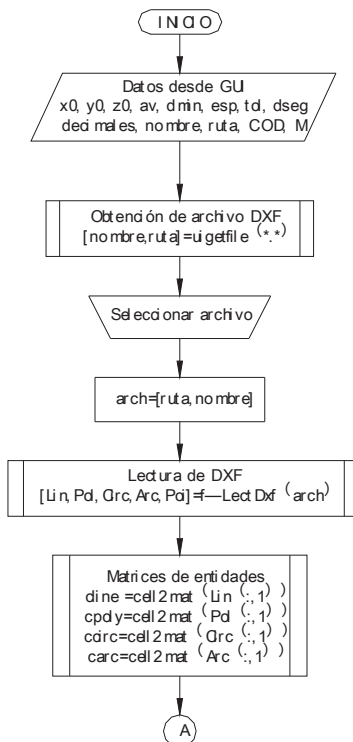 INICIO
Datos desde GUI
x0, y0, z0, av, dmin, esp, tol, dseg
decimales, nombre, ruta, COD, M
Obtención de archivo DXF
[nombre,ruta]=uigetfile (*.*)
Seleccionar archivo
arch=[ruta,nombre]
Lectura de DXF
[Lin, Pol, Circ, Arc, Poi]=f—LectDxf (arch)
Matrices de entidades
cline =cell2mat (Lin (:,1) )
cpoly=cell2mat (Pol (:,1) )
ccirc=cell2mat (Circ (:,1) )
carc=cell2mat (Arc (:,1) )
A